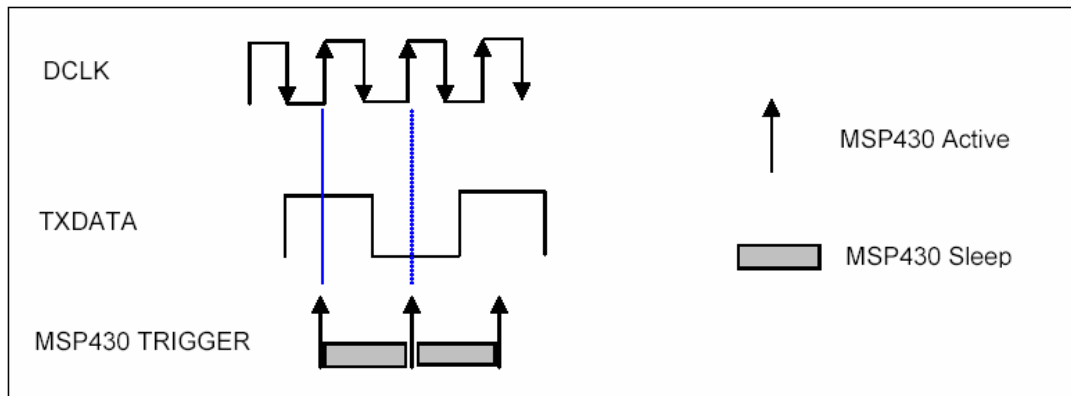 DCLK
MSP430 Active
TXDATA
MSP430 Sleep
MSP430 TRIGGER